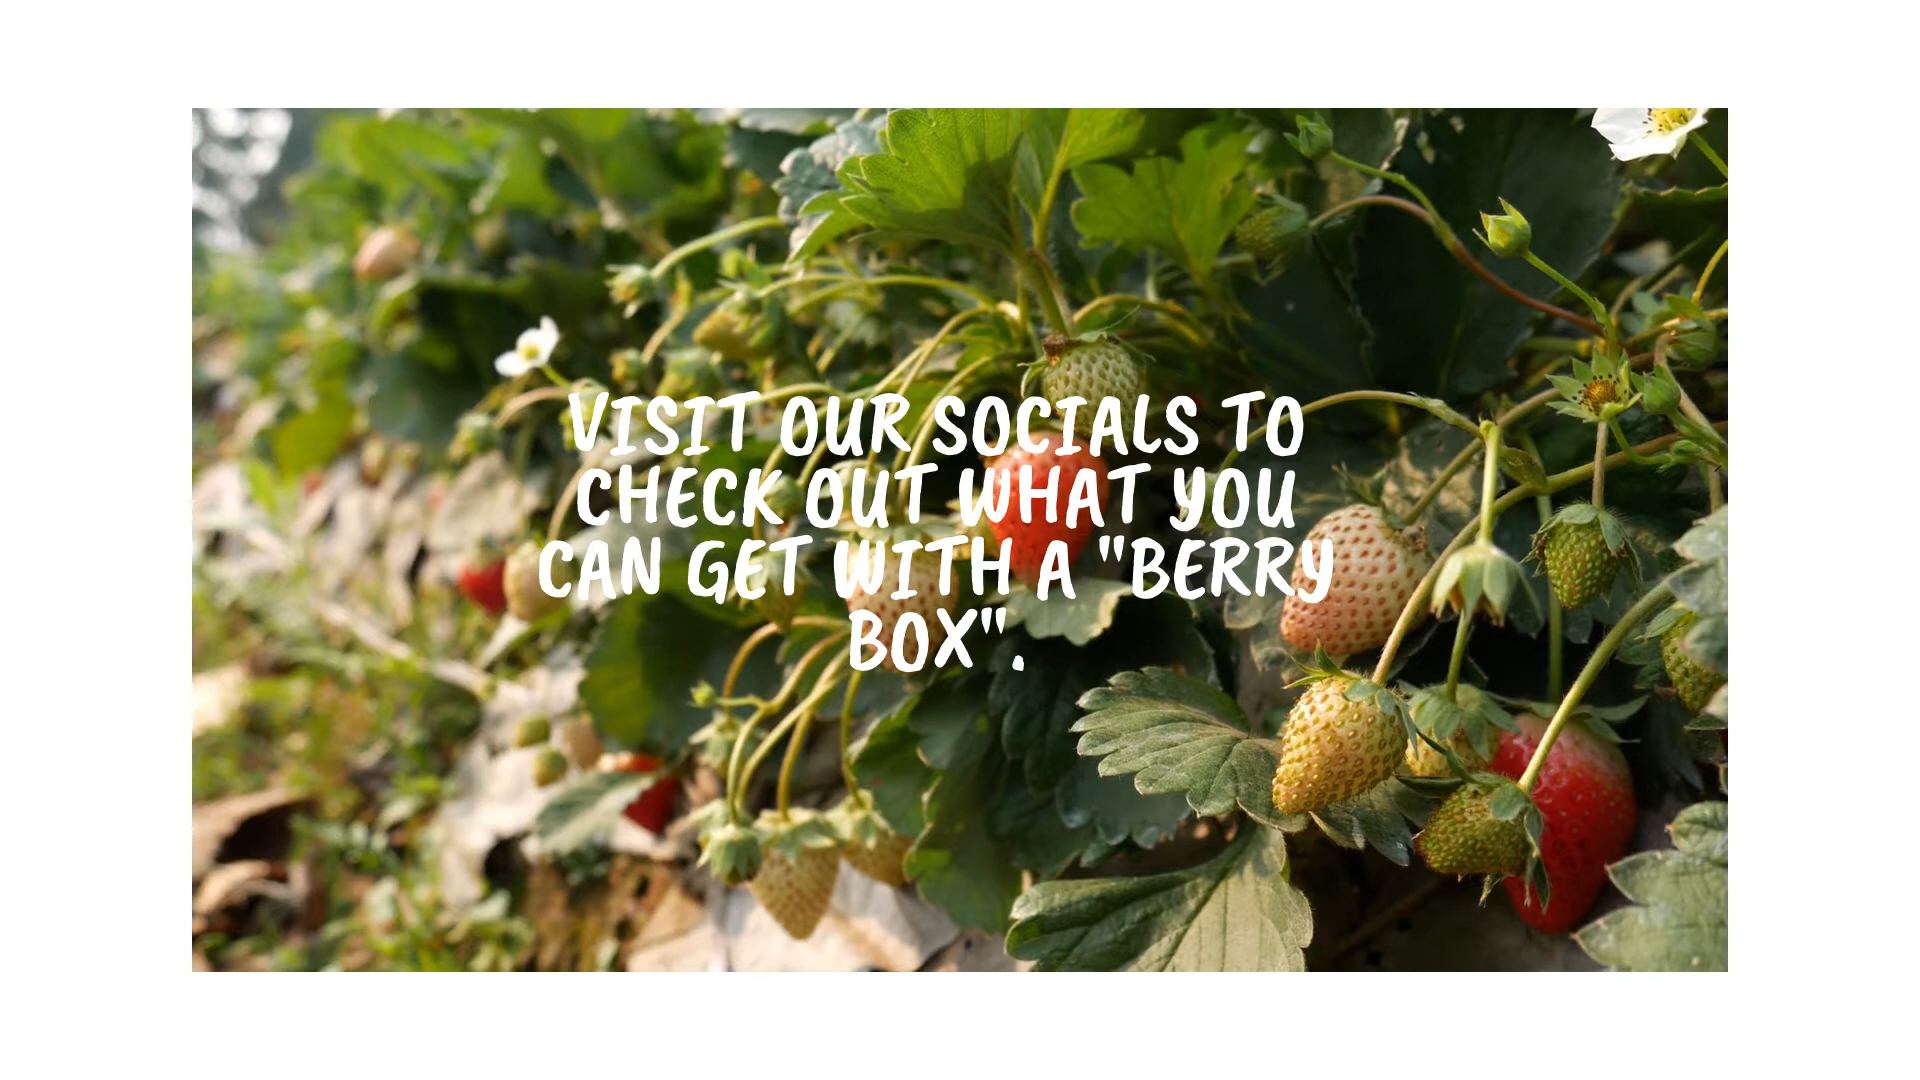 VISIT OUR SOCIALS TO
CHECK OUT WHAT YOU
CAN GET WITH A "BERRY
BOX".